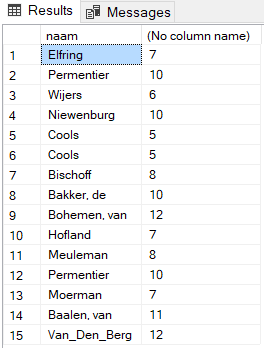 Results Messages
naam (No column name)
1 Elfring 7
2 Permentier 10
3 Wijers 6
4 Niewenburg 10
5 Cools 5
6 Cools 5
7 Bischoff 8
8 Bakker, de 10
9 Bohemen, van 12
10 Hofland 7
11 Meuleman 8
12 Permentier 10
13 Moerman 7
14 Baalen, van 11
15 Van_Den_Berg 12